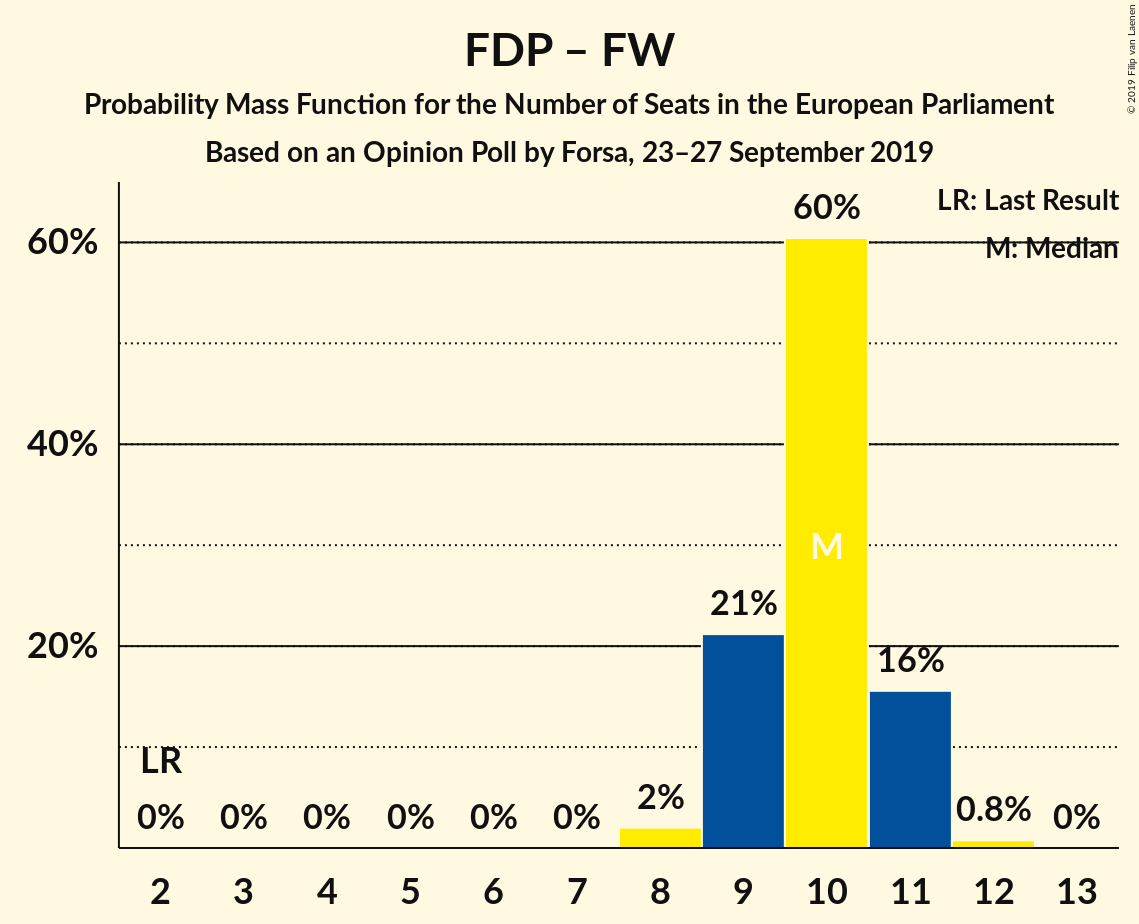 FDP – FW
Probability Mass Function for the Number of Seats in the European Parliament
Based on an Opinion Poll by Forsa, 23–27 September 2019
© 2019 Filip van Laenen
LR: Last Result
M: Median
60%
40%
20%
LR
0%
0%
0%
0%
0%
0%
2%
21%
60%
M
16%
0.8%
0%
2 3 4 5 6 7 8 9 10 11 12 13